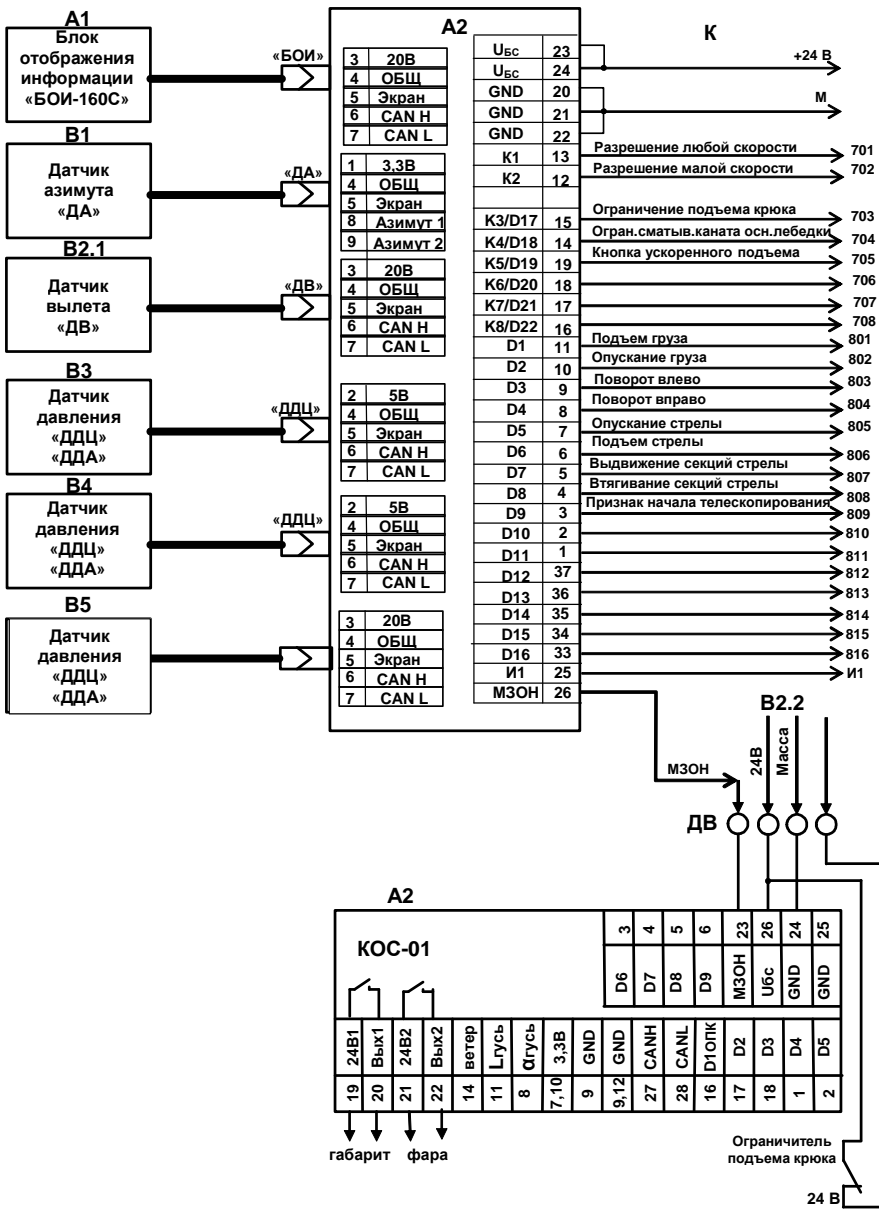 А1
Блок
отображения
информации
«БОИ-160С»
«БОИ»
В1
Датчик
азимута
«ДА»
«ДА»
В2.1
Датчик
вылета
«ДВ»
«ДВ»
В3
Датчик
давления
«ДДЦ»
«ДДА»
«ДДЦ»
В4
Датчик
давления
«ДДЦ»
«ДДА»
«ДДЦ»
В5
Датчик
давления
«ДДЦ»
«ДДА»
А2
3 20В
4 ОБЩ
5 Экран
6 CAN H
7 CAN L
1 3,3В
4 ОБЩ
5 Экран
8 Азимут 1
9 Азимут 2
3 20В
4 ОБЩ
5 Экран
6 CAN H
7 CAN L
2 5В
4 ОБЩ
5 Экран
6 CAN H
7 CAN L
2 5В
4 ОБЩ
5 Экран
6 CAN H
7 CAN L
3 20В
4 ОБЩ
5 Экран
6 CAN H
7 CAN L
К
UБС 23
UБС 24 +24 В
GND 20
GND 21 М
GND 22
К1 13 Разрешение любой скорости 701
К2 12 Разрешение малой скорости 702
К3/D17 15 Ограничение подъема крюка 703
К4/D18 14 Огран.сматыв.каната осн.лебедки 704
К5/D19 19 Кнопка ускоренного подъема 705
К6/D20 18 706
К7/D21 17 707
К8/D22 16 708
D1 11 Подъем груза 801
D2 10 Опускание груза 802
D3 9 Поворот влево 803
D4 8 Поворот вправо 804
D5 7 Опускание стрелы 805
D6 6 Подъем стрелы 806
D7 5 Выдвижение секций стрелы 807
D8 4 Втягивание секций стрелы 808
D9 3 Признак начала телескопирования 809
D10 2 810
D11 1 811
D12 37 812
D13 36 813
D14 35 814
D15 34 815
D16 33 816
И1 25 И1
МЗОН 26
В2.2
МЗОН
24В
Масса
ДВ
А2
КОС-01
3 4 5 6 23 26 24 25
D6 D7 D8 D9 МЗОН Uбс GND GND
24В1 Вых1 24В2 Вых2 ветер Lгусь αгусь 3,3В GND GND CANH CANL D1ОПК D2 D3 D4 D5
19 20 21 22 14 11 8 7,10 9 9,12 27 28 16 17 18 1 2
габарит фара
Ограничитель
подъема крюка
24 В